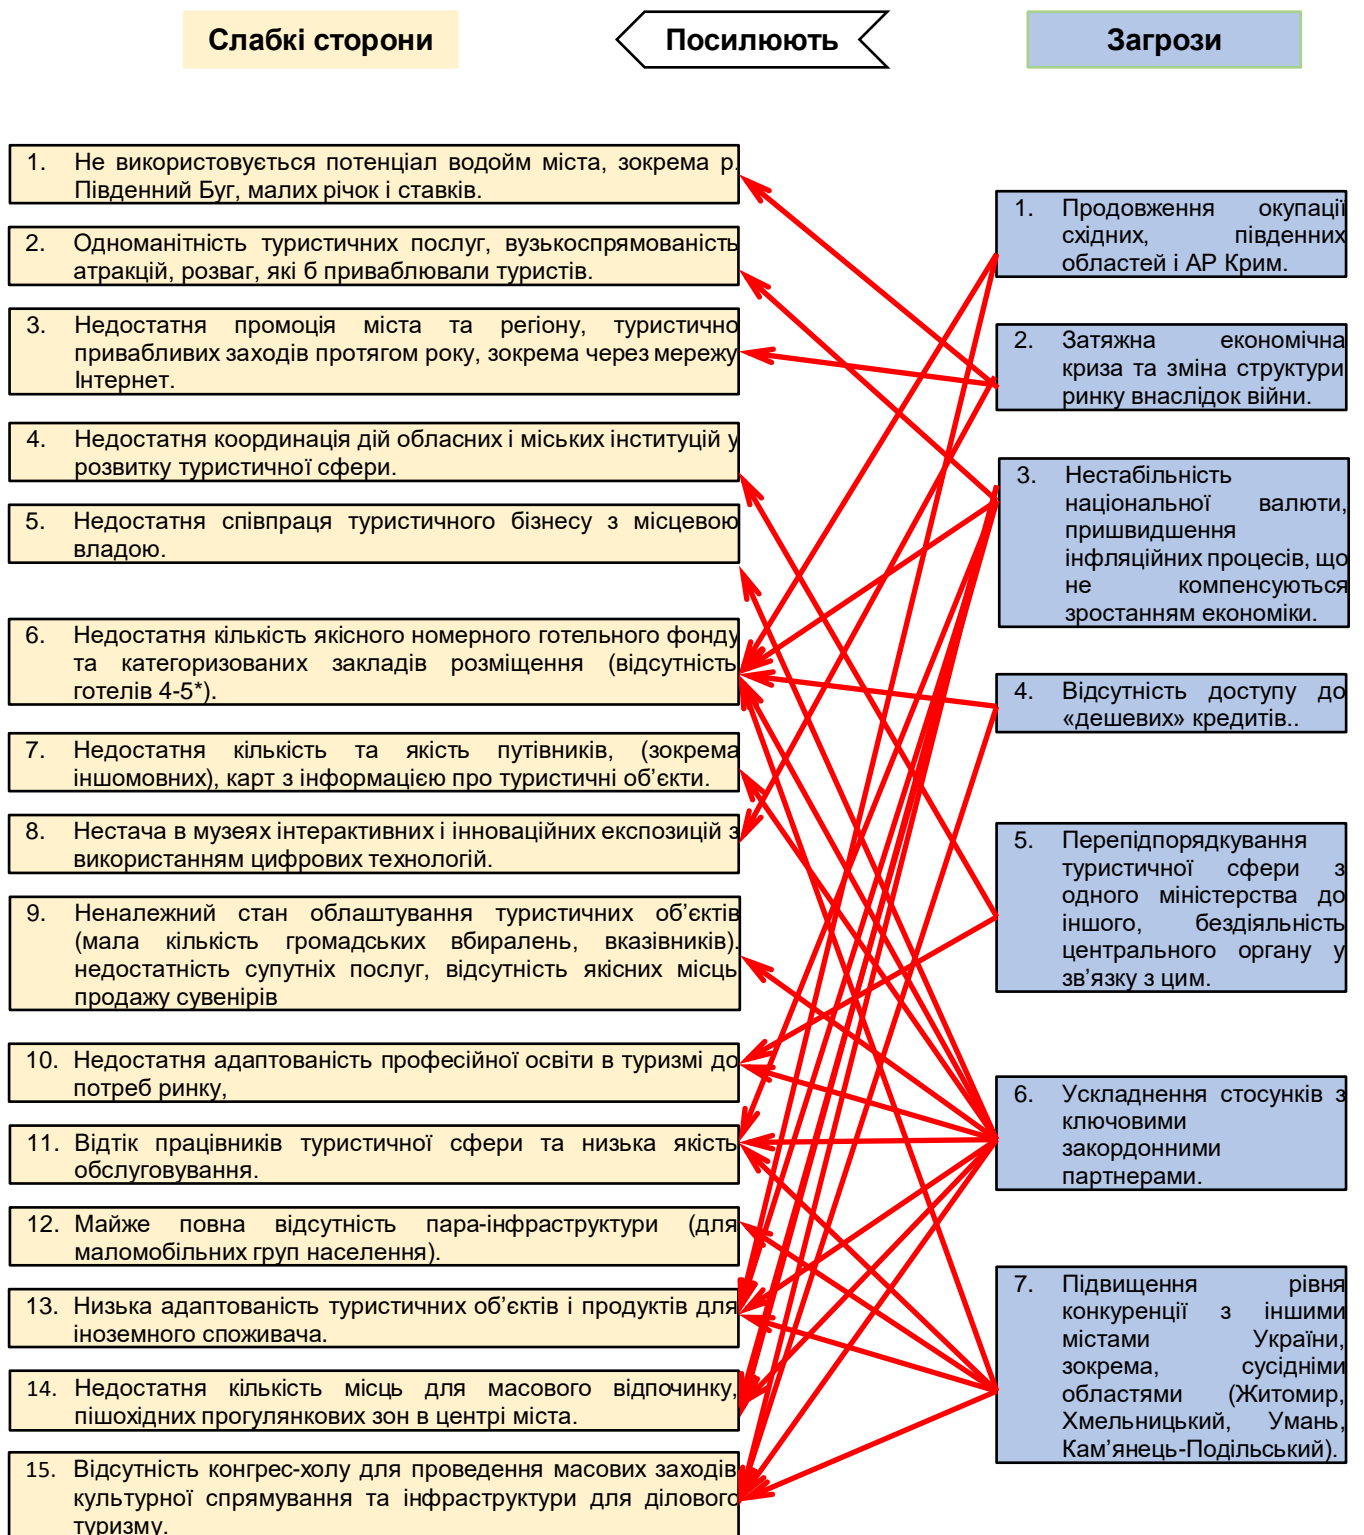 Слабкі сторони
Посилюють
Загрози
1. Не використовується потенціал водойм міста, зокрема р.
Південний Буг, малих річок і ставків.
2. Одноманітність туристичних послуг, вузькоспрямованість
атракцій, розваг, які б приваблювали туристів.
3. Недостатня промоція міста та регіону, туристично
привабливих заходів протягом року, зокрема через мережу
Інтернет.
4. Недостатня координація дій обласних і міських інституцій у
розвитку туристичної сфери.
5. Недостатня співпраця туристичного бізнесу з місцевою
владою.
6. Недостатня кількість якісного номерного готельного фонду
та категоризованих закладів розміщення (відсутність
готелів 4-5*).
7. Недостатня кількість та якість путівників, (зокрема
іншомовних), карт з інформацією про туристичні об’єкти.
8. Нестача в музеях інтерактивних і інноваційних експозицій з
використанням цифрових технологій.
9. Неналежний стан облаштування туристичних об’єктів
(мала кількість громадських вбиралень, вказівників).
недостатність супутніх послуг, відсутність якісних місць
продажу сувенірів
10. Недостатня адаптованість професійної освіти в туризмі до
потреб ринку,
11. Відтік працівників туристичної сфери та низька якість
обслуговування.
12. Майже повна відсутність пара-інфраструктури (для
маломобільних груп населення).
13. Низька адаптованість туристичних об’єктів і продуктів для
іноземного споживача.
14. Недостатня кількість місць для масового відпочинку,
пішохідних прогулянкових зон в центрі міста.
15. Відсутність конгрес-холу для проведення масових заходів
культурної спрямування та інфраструктури для ділового
туризму.
1. Продовження окупації
східних, південних
областей і АР Крим.
2. Затяжна економічна
криза та зміна структури
ринку внаслідок війни.
3. Нестабільність
національної валюти,
пришвидшення
інфляційних процесів, що
не компенсуються
зростанням економіки.
4. Відсутність доступу до
«дешевих» кредитів..
5. Перепідпорядкування
туристичної сфери з
одного міністерства до
іншого, бездіяльність
центрального органу у
зв’язку з цим.
6. Ускладнення стосунків з
ключовими
закордонними
партнерами.
7. Підвищення рівня
конкуренції з іншими
містами України,
зокрема, сусідніми
областями (Житомир,
Хмельницький, Умань,
Кам’янець-Подільський).